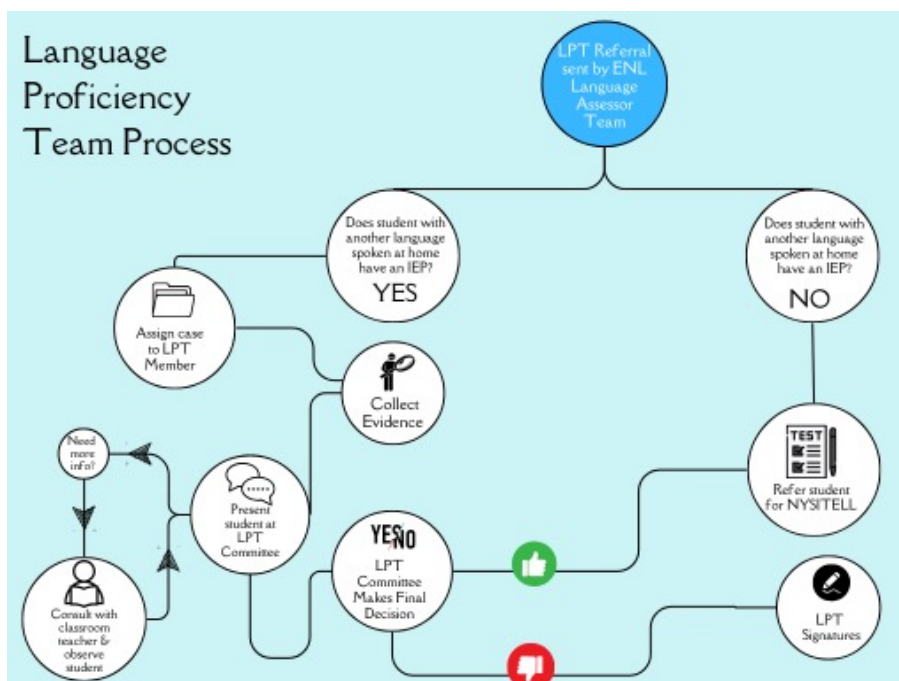 Language
Proficiency
Team Process
LPT Referral
sent by ENL
Language
Assessor
Team
Does student with
another language
spoken at home
have an IEP?
YES
Does student with
another language
spoken at home
have an IEP?
NO
Assign case
to LPT
Member
Collect
Evidence
Need
more
info?
Present
student at
LPT
Committee
Consult with
classroom
teacher &
observe
student
YES/NO
LPT
Committee
Makes Final
Decision
TEST
Refer student
for NYSITELL
LPT
Signatures